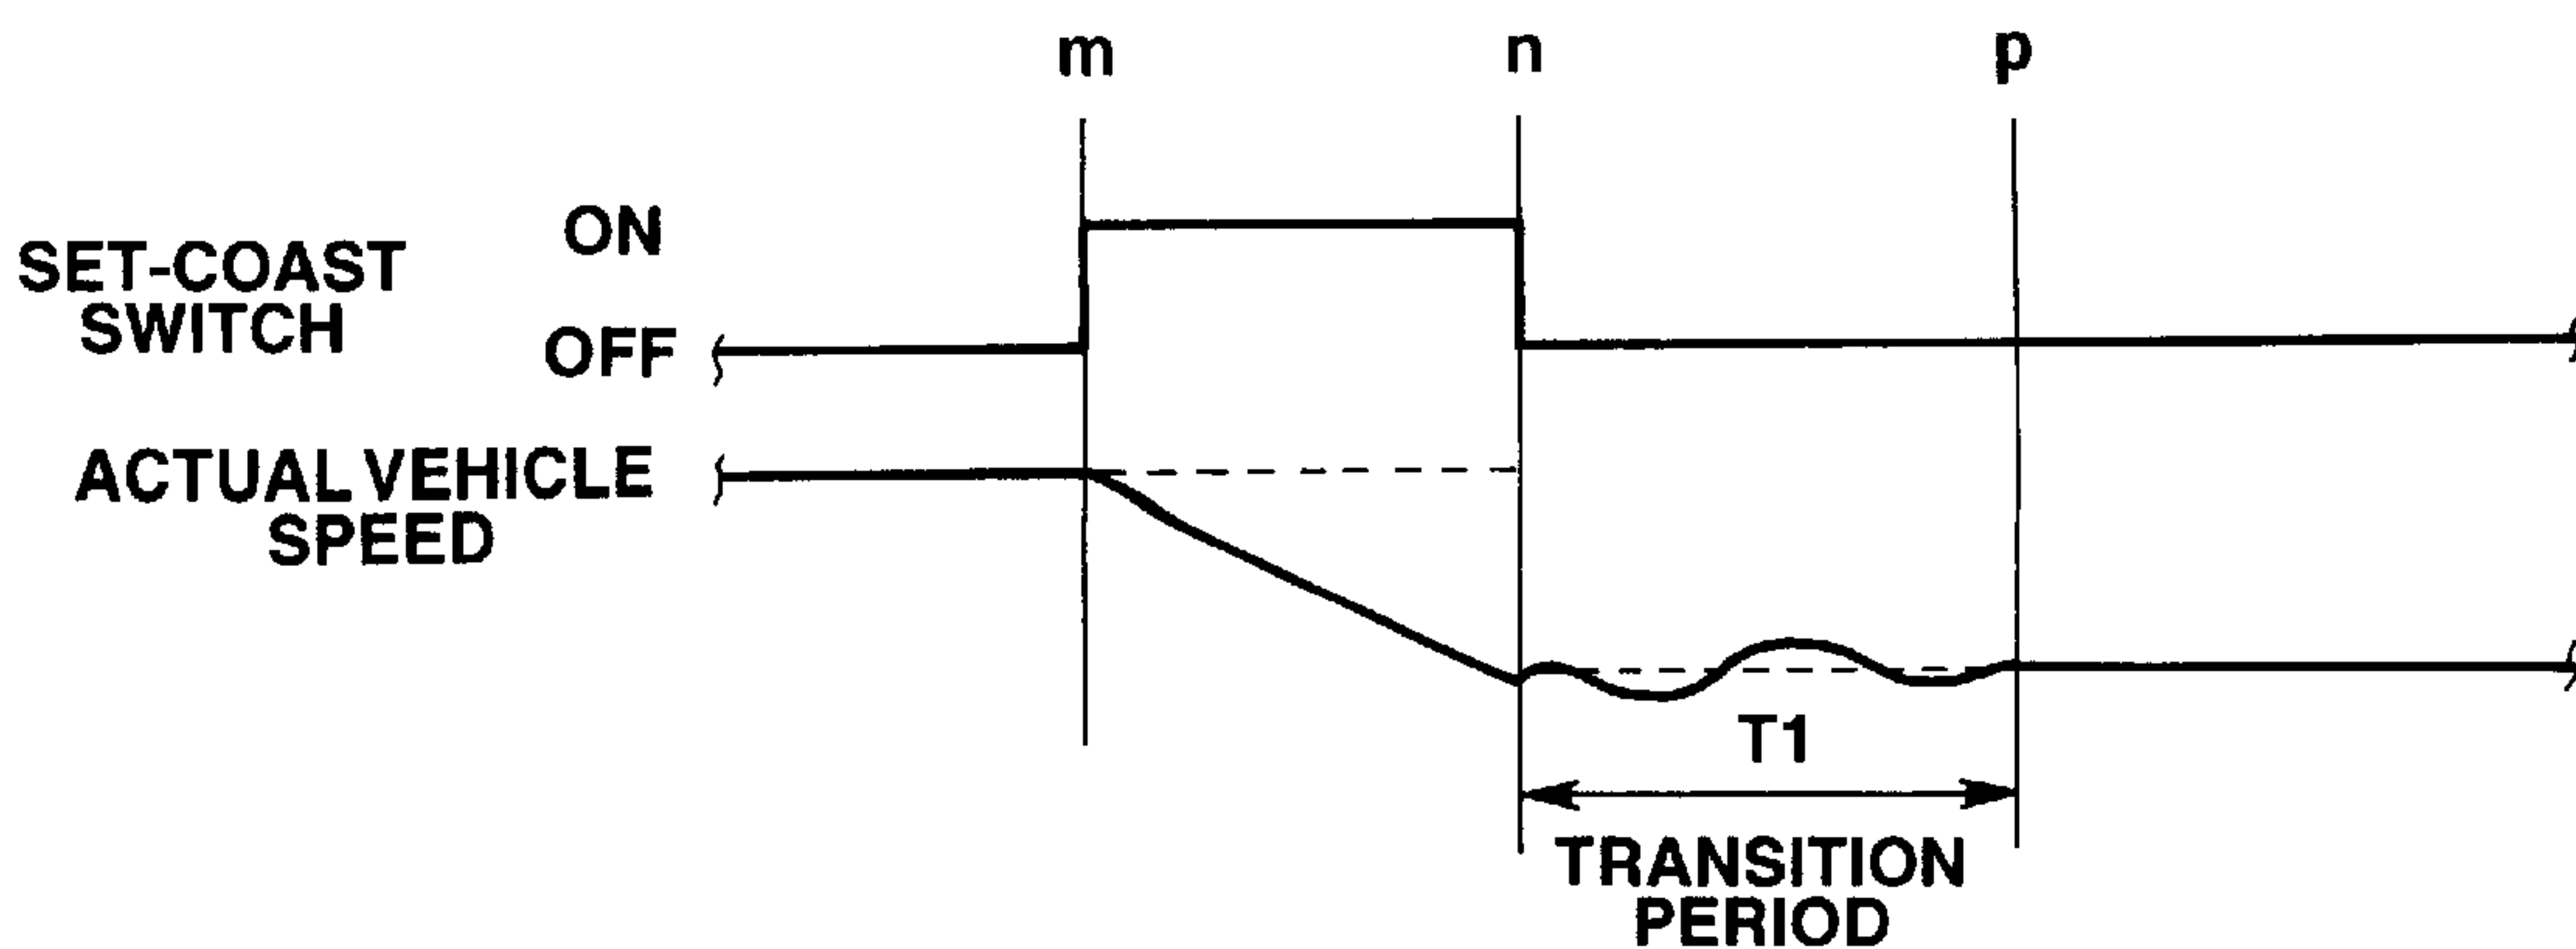 m n p
ON
SET-COAST
SWITCH
OFF
ACTUAL VEHICLE
SPEED
T1
TRANSITION
PERIOD